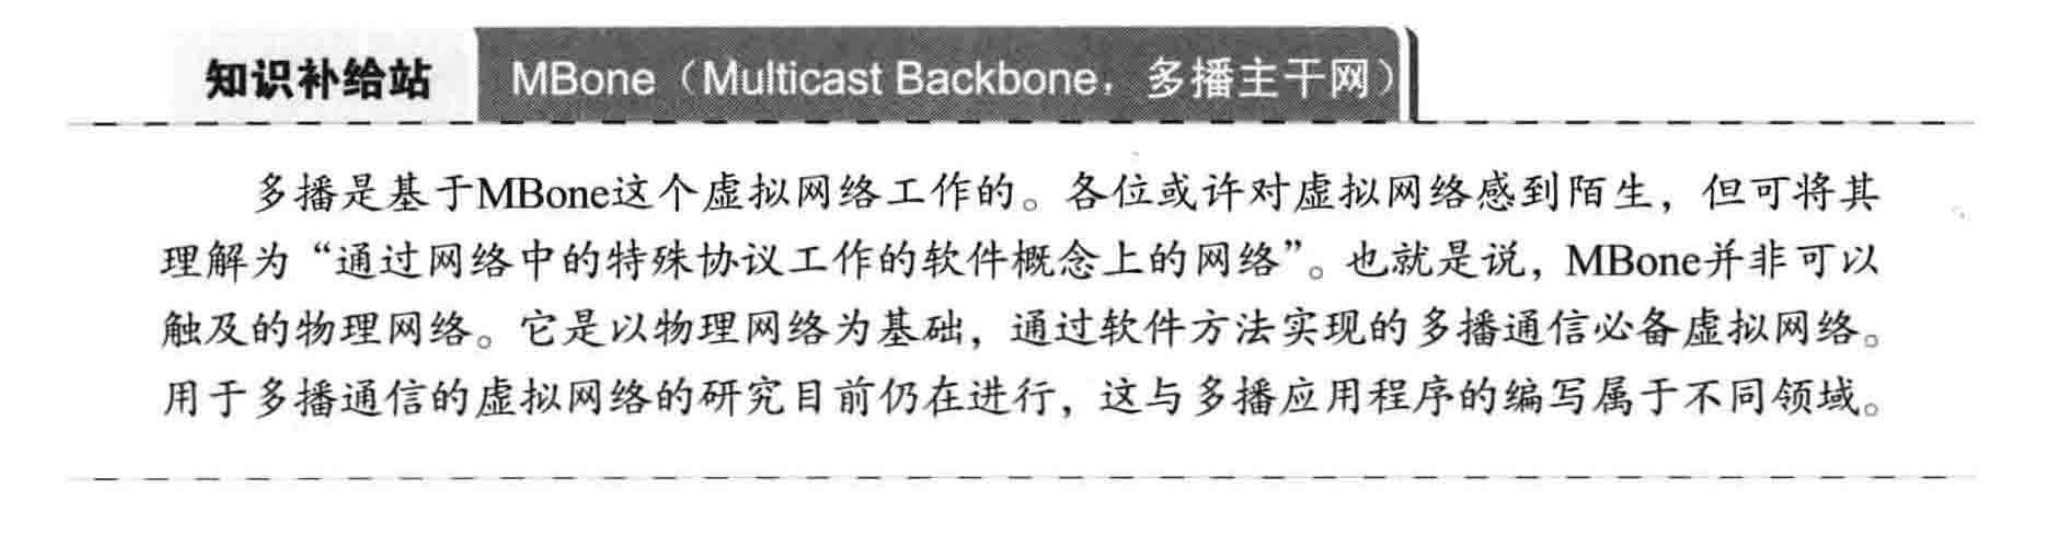 知识补给站 MBone（Multicast Backbone，多播主干网）
多播是基于MBone这个虚拟网络工作的。各位或许对虚拟网络感到陌生，但可将其
理解为“通过网络中的特殊协议工作的软件概念上的网络”。也就是说，MBone并非可以
触及的物理网络。它是以物理网络为基础，通过软件方法实现的多播通信必备虚拟网络。
用于多播通信的虚拟网络的研究目前仍在进行，这与多播应用程序的编写属于不同领域。